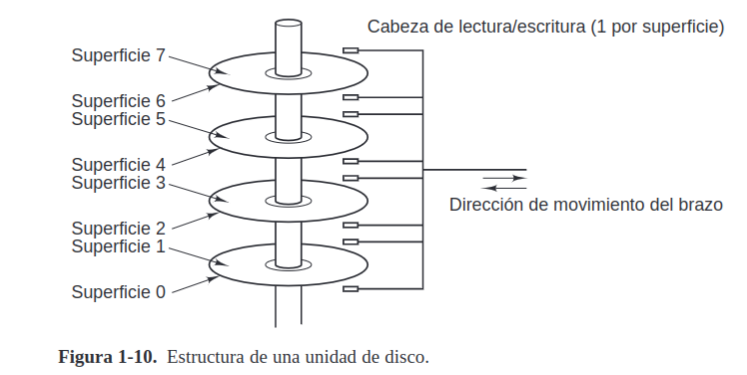 Cabeza de lectura/escritura (1 por superficie)
Superficie 7
Superficie 6
Superficie 5
Superficie 4
Superficie 3
Superficie 2
Superficie 1
Superficie 0
Dirección de movimiento del brazo
Figura 1-10. Estructura de una unidad de disco.